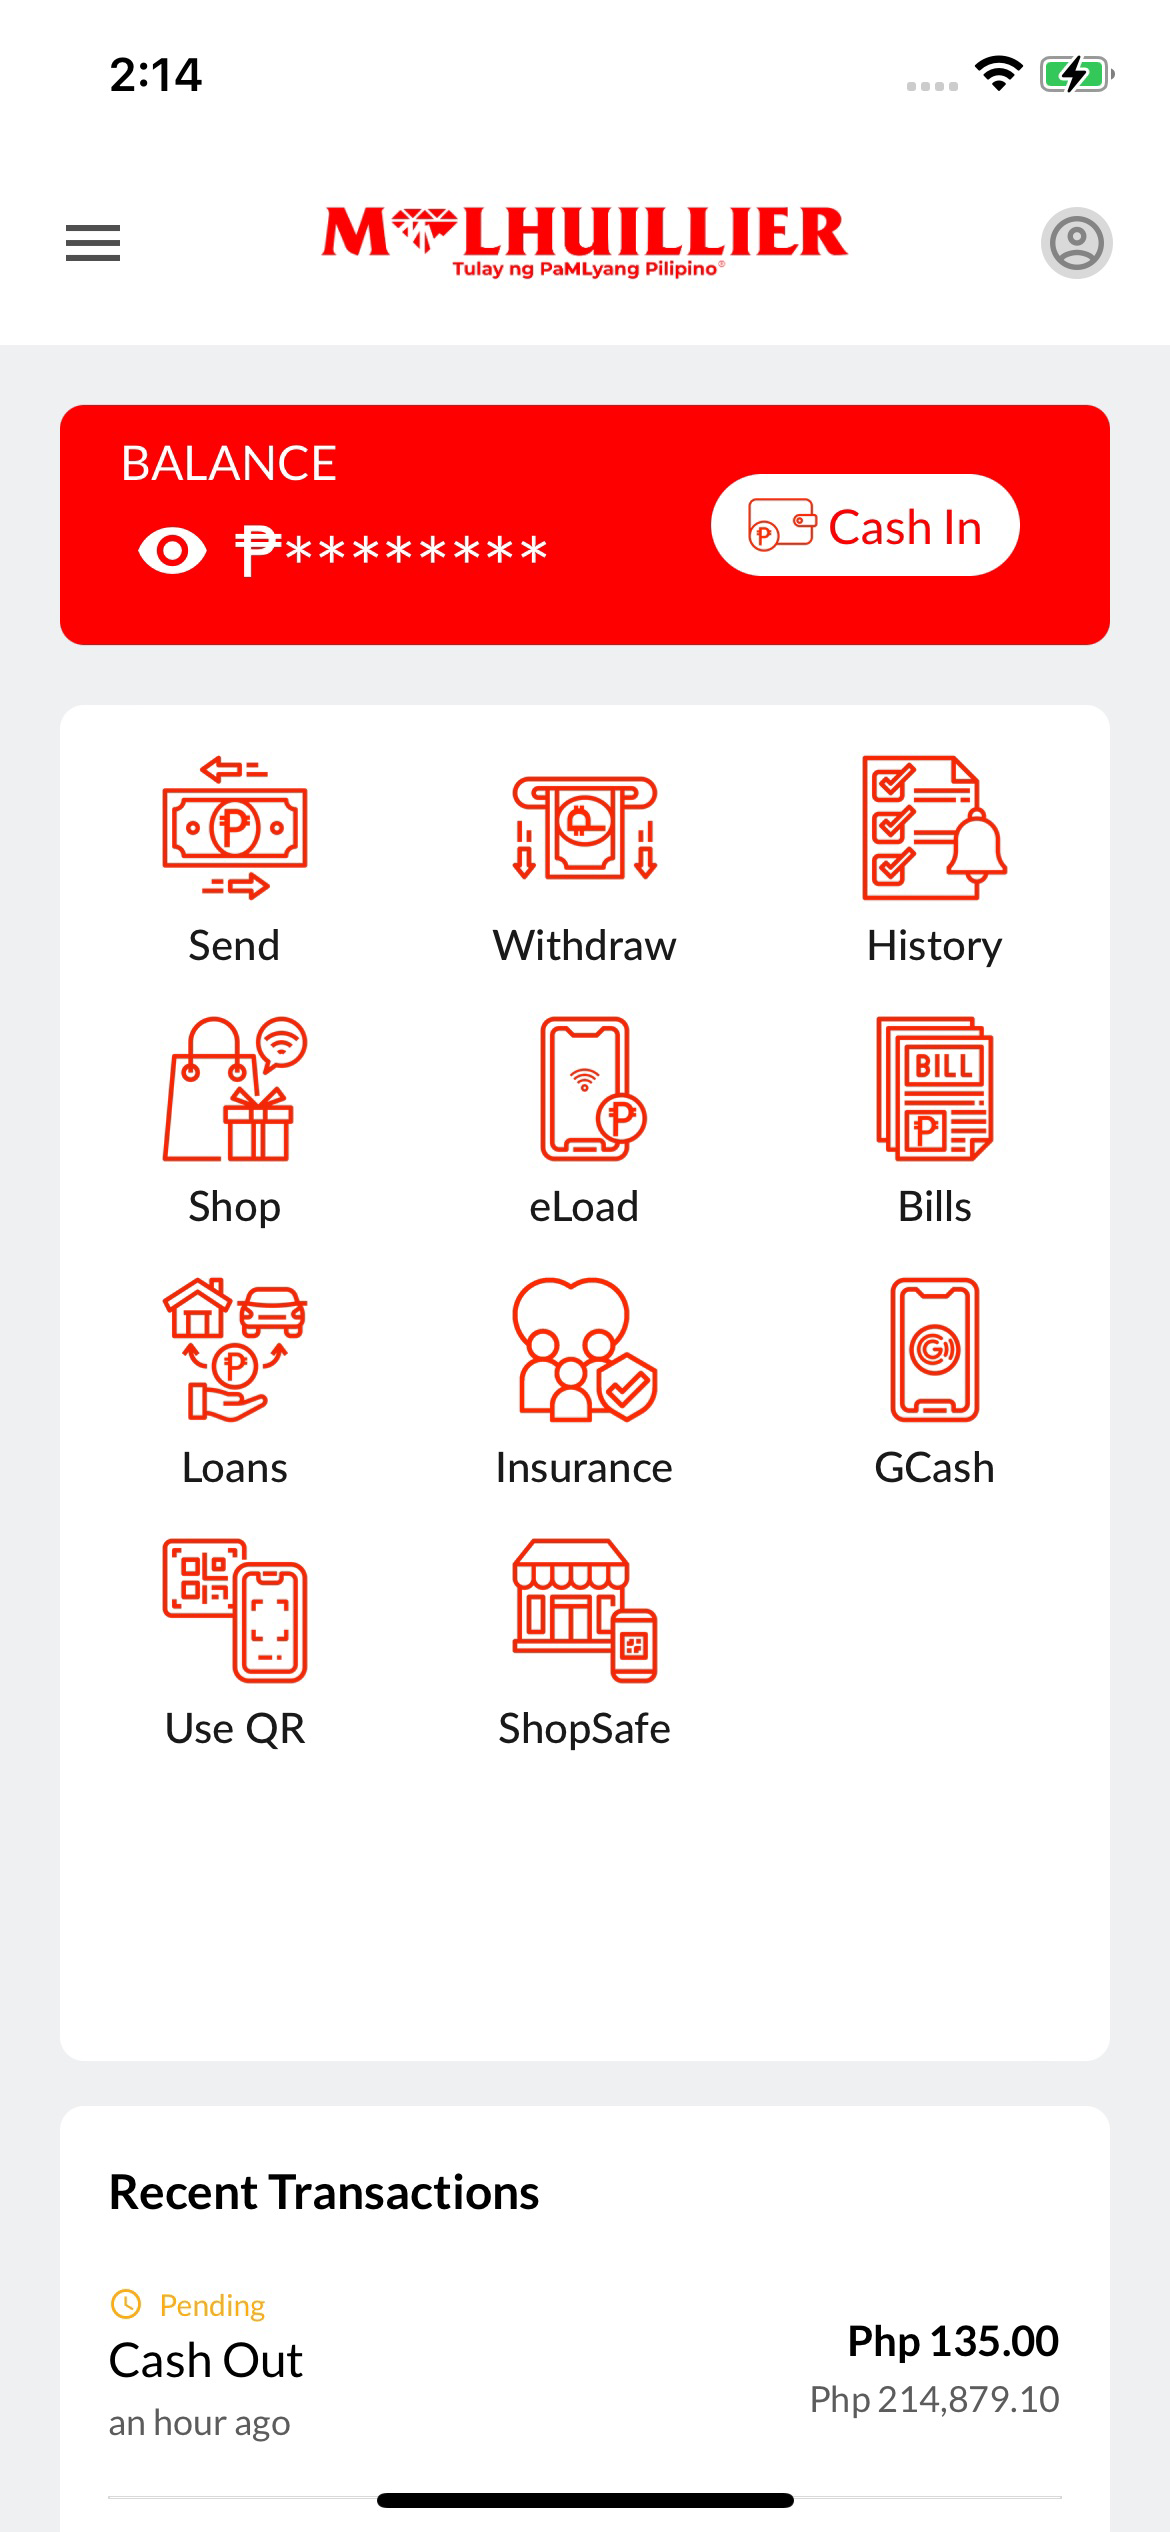 2:14
M LHUILLIER
Tulay ng PaMLyang Pilipino®
BALANCE
₱********
Cash In
Send
Withdraw
History
Shop
eLoad
BILL
Bills
Loans
Insurance
GCash
Use QR
ShopSafe
Recent Transactions
Pending
Cash Out
Php 135.00
Php 214,879.10
an hour ago